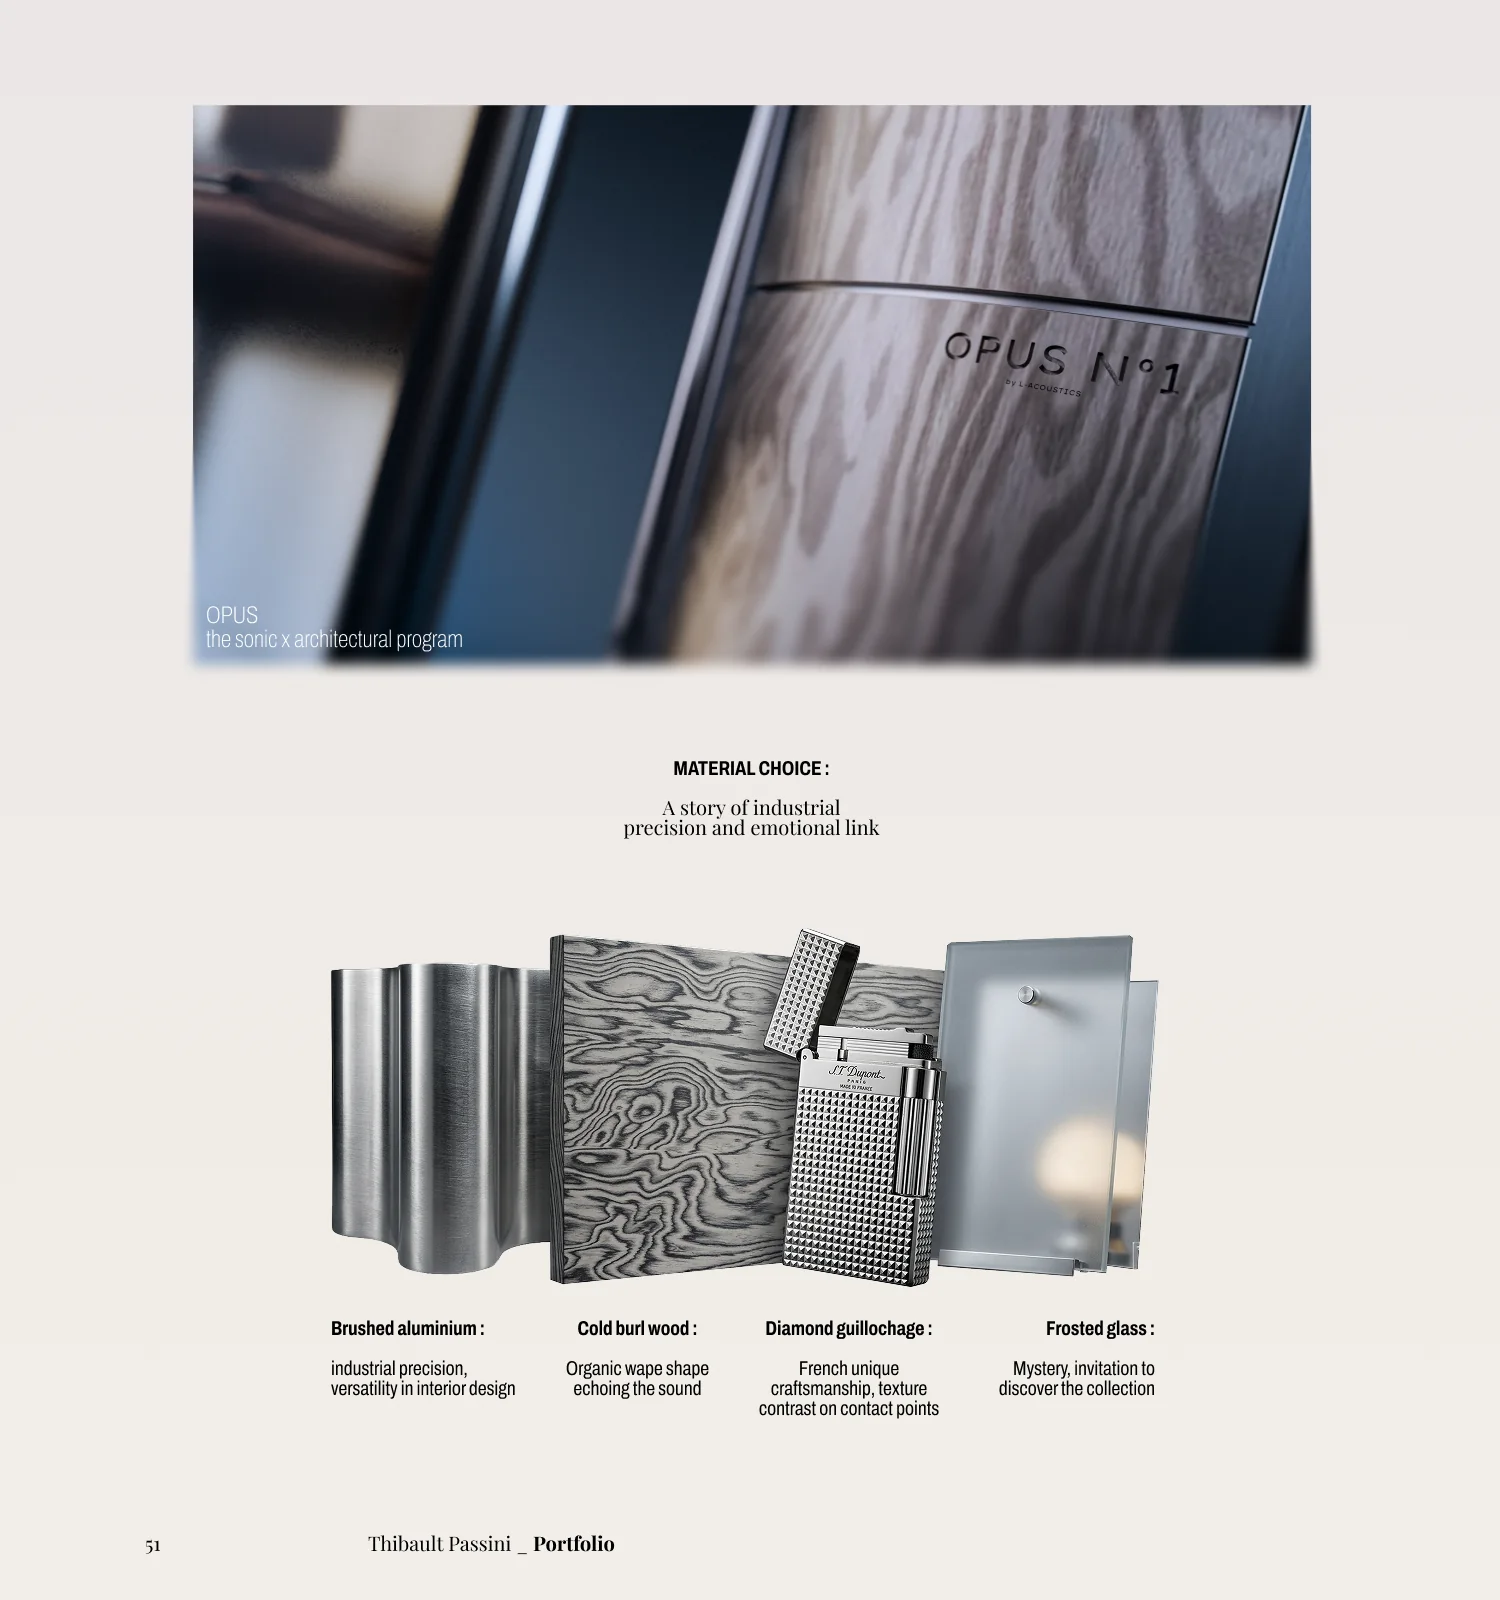 OPUS N°1
by L-ACOUSTICS
OPUS
the sonic x architectural program
MATERIAL CHOICE :
A story of industrial
precision and emotional link
S.T. Dupont
PARIS
MADE IN FRANCE
Brushed aluminium :
industrial precision,
versatility in interior design
Cold burl wood :
Organic wape shape
echoing the sound
Diamond guillochage :
French unique
craftsmanship, texture
contrast on contact points
Frosted glass :
Mystery, invitation to
discover the collection
51
Thibault Passini _ Portfolio